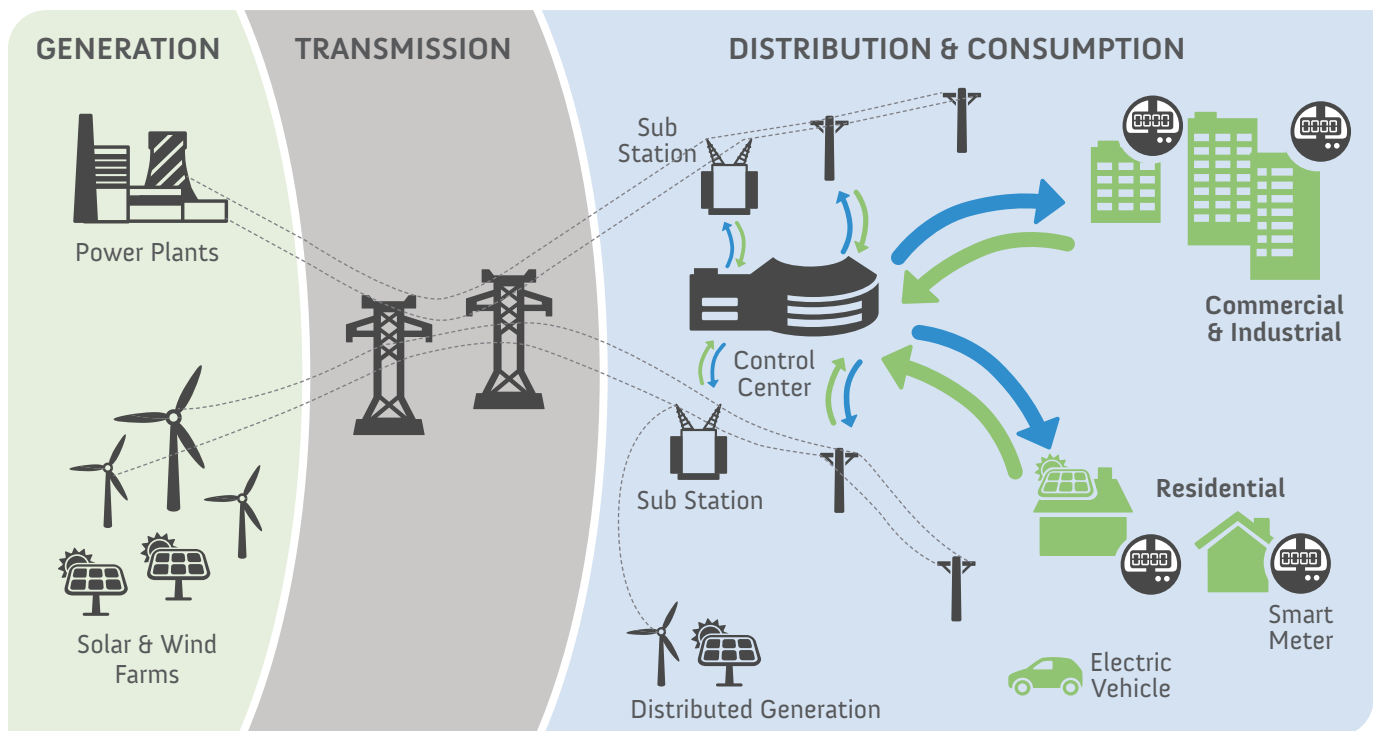 GENERATION
TRANSMISSION
DISTRIBUTION & CONSUMPTION
Sub
Station
Power Plants
Commercial
& Industrial
Control
Center
Sub Station
Residential
Smart
Meter
Solar & Wind
Farms
Electric
Vehicle
Distributed Generation